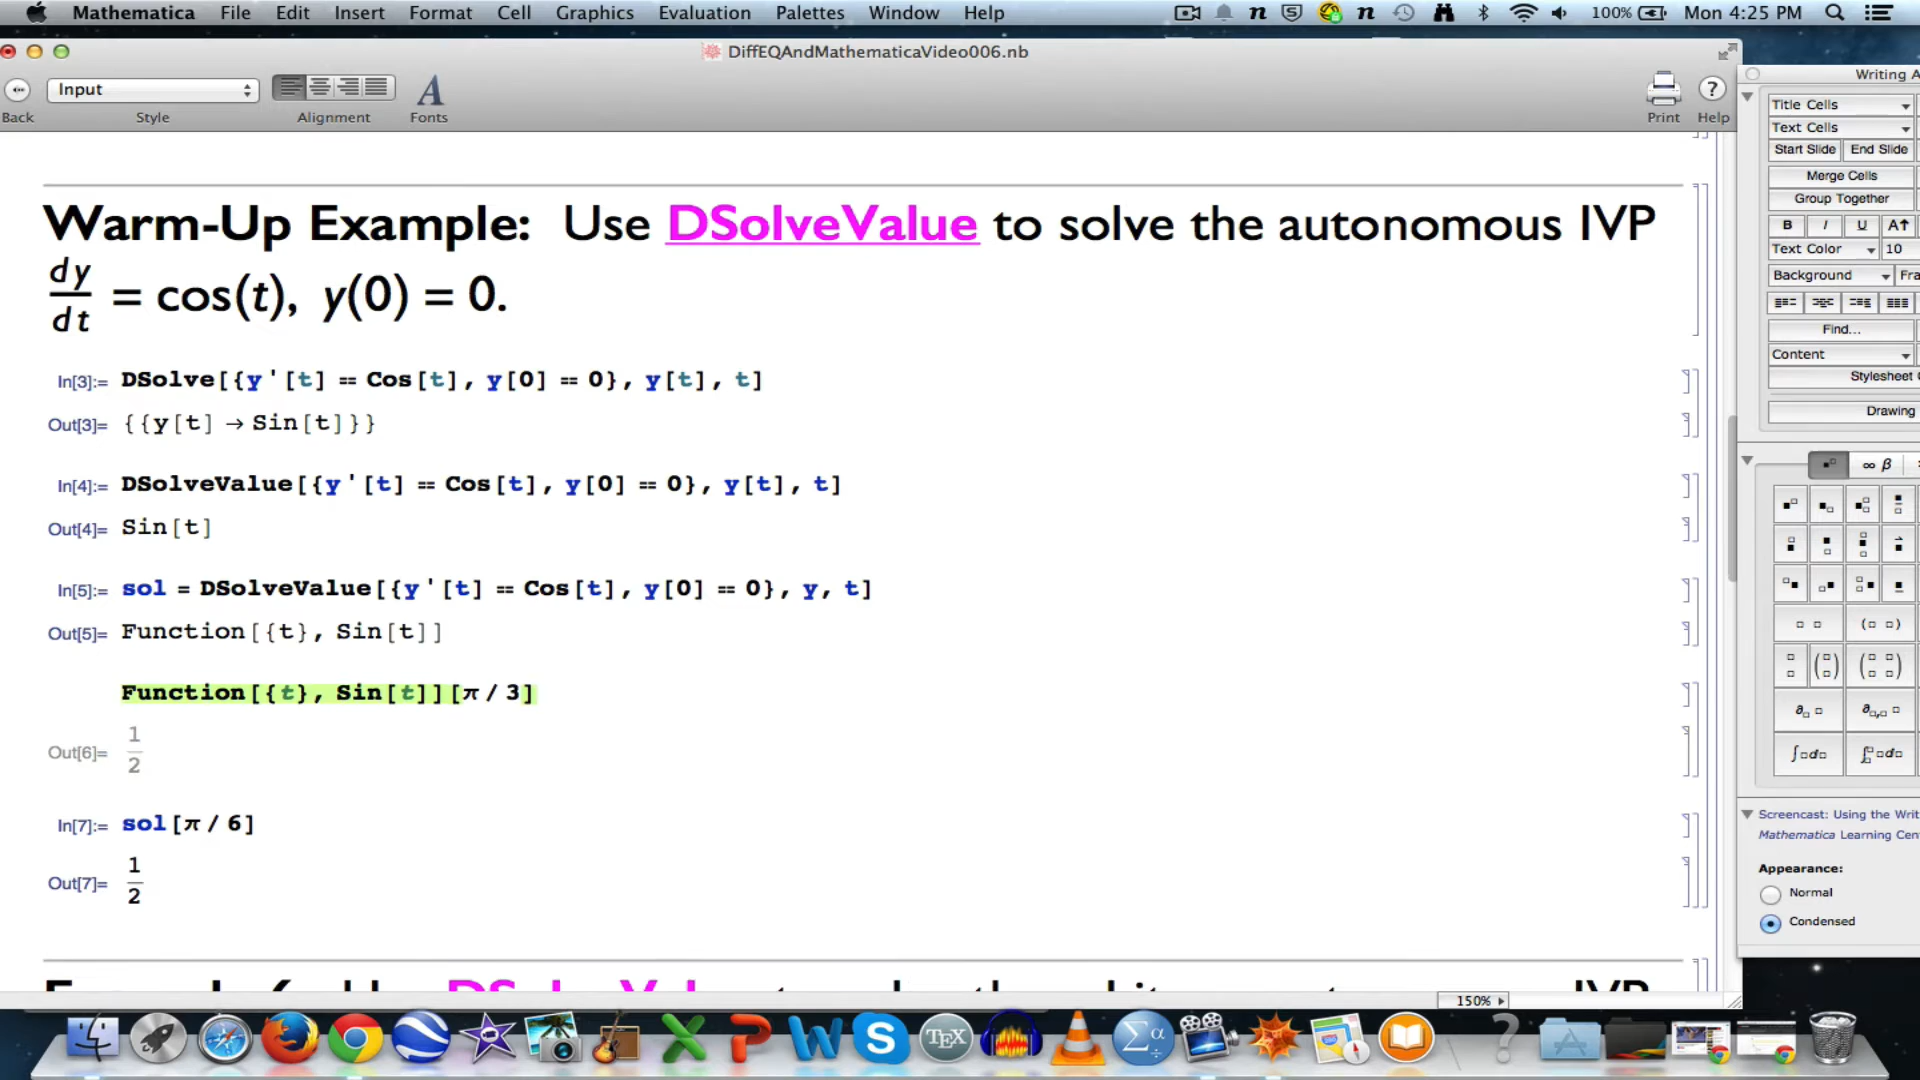 Mathematica File Edit Insert Format Cell Graphics Evaluation Palettes Window Help 100% Mon 4:25 PM
DiffEQAndMathematicaVideo006.nb
Input
Back Style Alignment Fonts Print Help
Warm-Up Example: Use DSolveValue to solve the autonomous IVP
dy/dt = cos(t), y(0) = 0.
In[3]:= DSolve[{y'[t] == Cos[t], y[0] == 0}, y[t], t]
Out[3]= {{y[t] → Sin[t]}}
In[4]:= DSolveValue[{y'[t] == Cos[t], y[0] == 0}, y[t], t]
Out[4]= Sin[t]
In[5]:= sol = DSolveValue[{y'[t] == Cos[t], y[0] == 0}, y, t]
Out[5]= Function[{t}, Sin[t]]
Function[{t}, Sin[t]][π / 3]
Out[6]= 1/2
In[7]:= sol[π / 6]
Out[7]= 1/2
150%
Writing A
Title Cells
Text Cells
Start Slide End Slide
Merge Cells
Group Together
B I U A
Text Color 10
Background Fra
Find...
Content
Stylesheet
Drawing
∞ β
Screencast: Using the Writ
Mathematica Learning Cen
Appearance:
Normal
Condensed
TEX